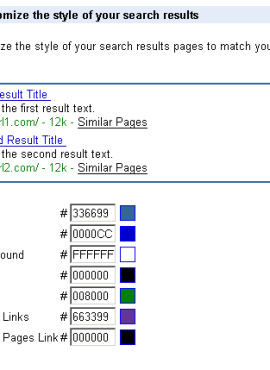 omize the style of your search results
ze the style of your search results pages to match you
esult Title
the first result text.
rl1.com/ - 12k - Similar Pages
d Result Title
the second result text.
rl2.com/ - 12k - Similar Pages
# 336699
# 0000CC
ound # FFFFFF
# 000000
# 008000
Links # 663399
Pages Link # 000000